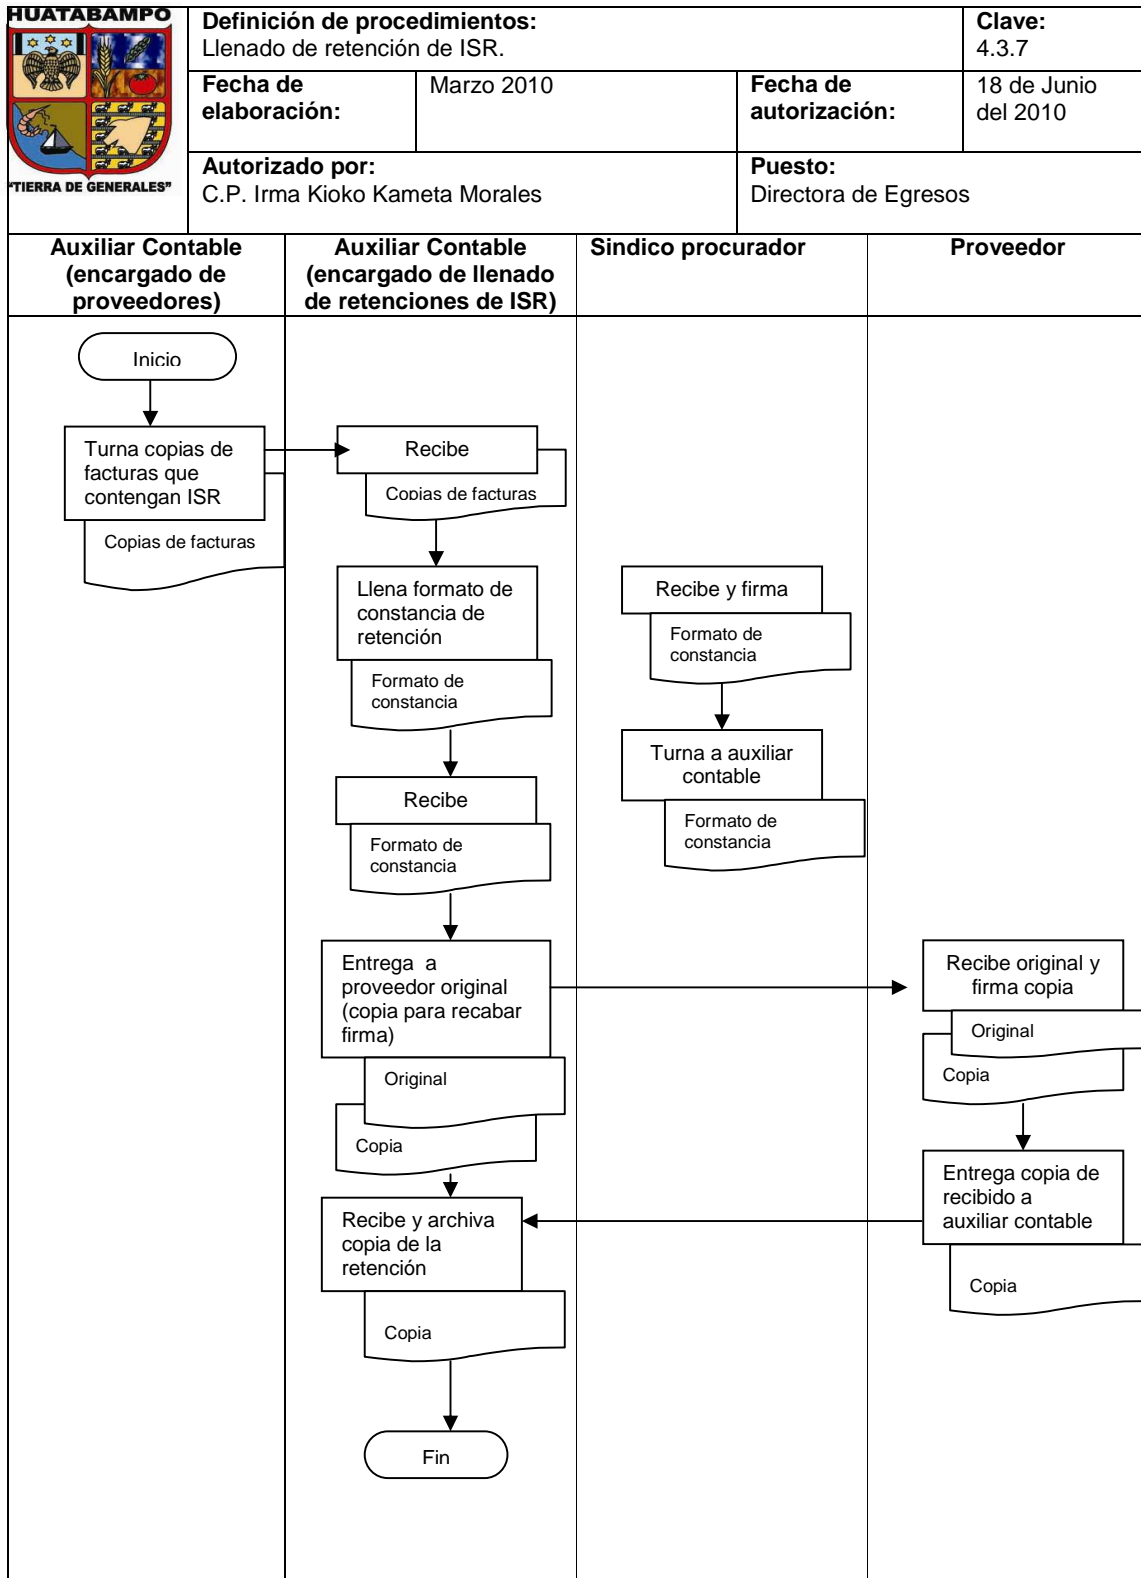 HUATABAMPO
"TIERRA DE GENERALES"
Definición de procedimientos:
Llenado de retención de ISR.
Clave:
4.3.7
Fecha de
elaboración:
Marzo 2010
Fecha de
autorización:
18 de Junio
del 2010
Autorizado por:
C.P. Irma Kioko Kameta Morales
Puesto:
Directora de Egresos
Auxiliar Contable
(encargado de
proveedores)
Auxiliar Contable
(encargado de llenado
de retenciones de ISR)
Sindico procurador
Proveedor
Inicio
Turna copias de
facturas que
contengan ISR
Copias de facturas
Recibe
Copias de facturas
Llena formato de
constancia de
retención
Formato de
constancia
Recibe y firma
Formato de
constancia
Turna a auxiliar
contable
Formato de
constancia
Recibe
Formato de
constancia
Entrega  a
proveedor original
(copia para recabar
firma)
Original
Copia
Recibe original y
firma copia
Original
Copia
Entrega copia de
recibido a
auxiliar contable
Copia
Recibe y archiva
copia de la
retención
Copia
Fin